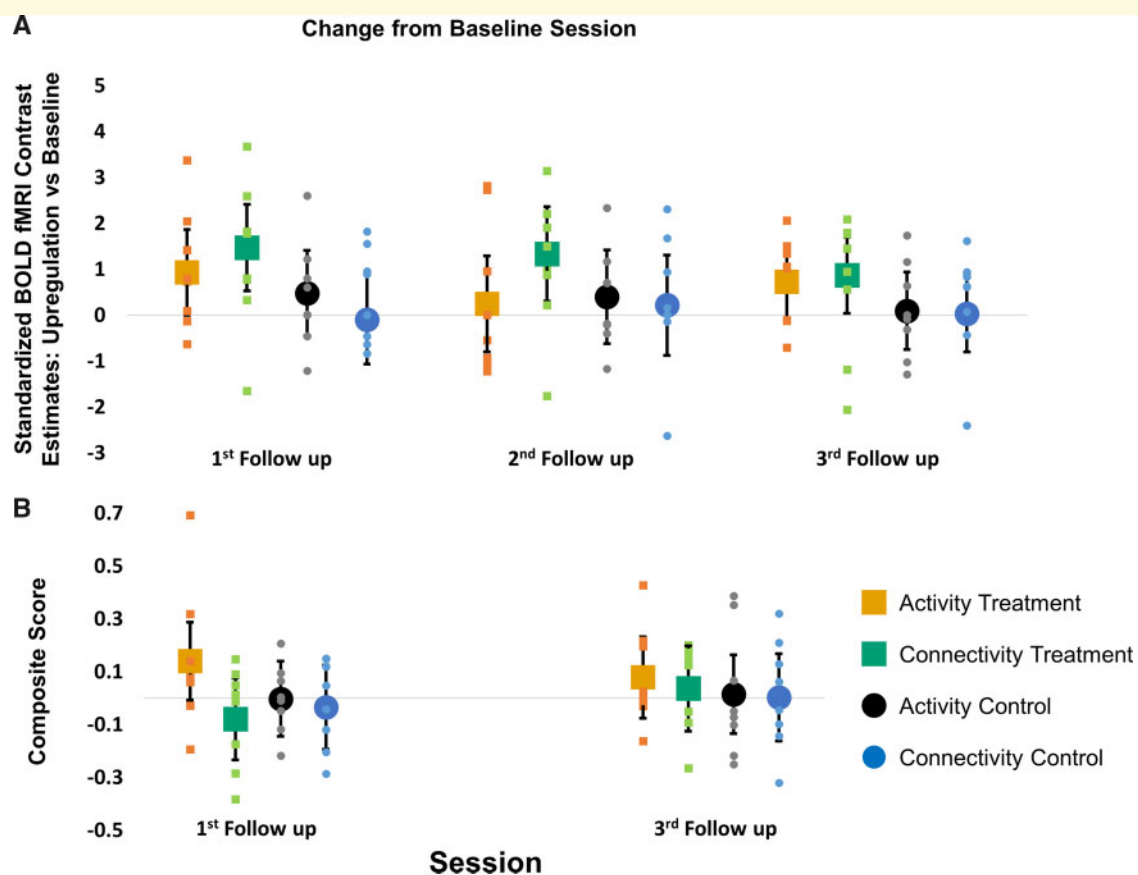 A
Change from Baseline Session
Standardized BOLD fMRI Contrast
Estimates: Upregulation vs Baseline
5
4
3
2
1
0
-1
-2
-3
1st Follow up
2nd Follow up
3rd Follow up
B
Composite Score
0.7
0.5
0.3
0.1
-0.1
-0.3
-0.5
1st Follow up
3rd Follow up
Session
Activity Treatment
Connectivity Treatment
Activity Control
Connectivity Control